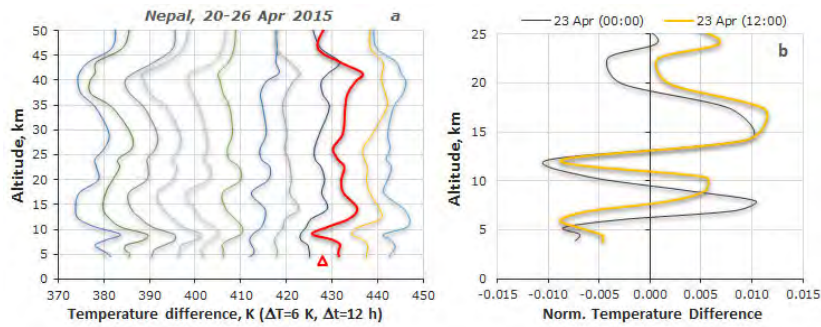 Nepal, 20-26 Apr 2015 a
50
45
40
35
30
25
20
15
10
5
0
Altitude, km
370 380 390 400 410 420 430 440 450
Temperature difference, K (ΔT=6 K, Δt=12 h)
23 Apr (00:00) 23 Apr (12:00)
b
25
20
15
10
5
0
Altitude, km
-0.015 -0.010 -0.005 0.000 0.005 0.010 0.015
Norm. Temperature Difference